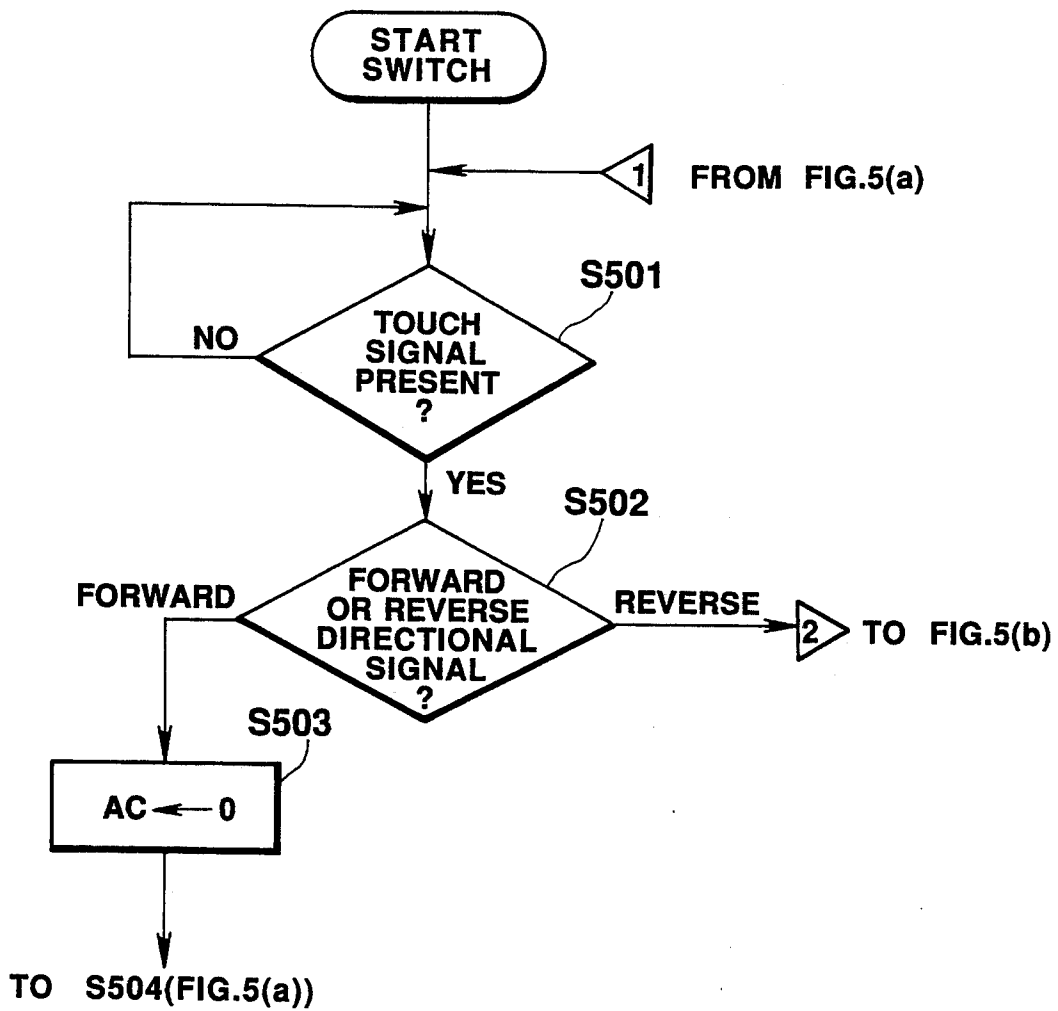 START
SWITCH
1 FROM FIG.5(a)
S501
TOUCH
SIGNAL
PRESENT
?
NO
YES
S502
FORWARD
OR REVERSE
DIRECTIONAL
SIGNAL
?
FORWARD
REVERSE
2 TO FIG.5(b)
S503
AC ← 0
TO S504(FIG.5(a))